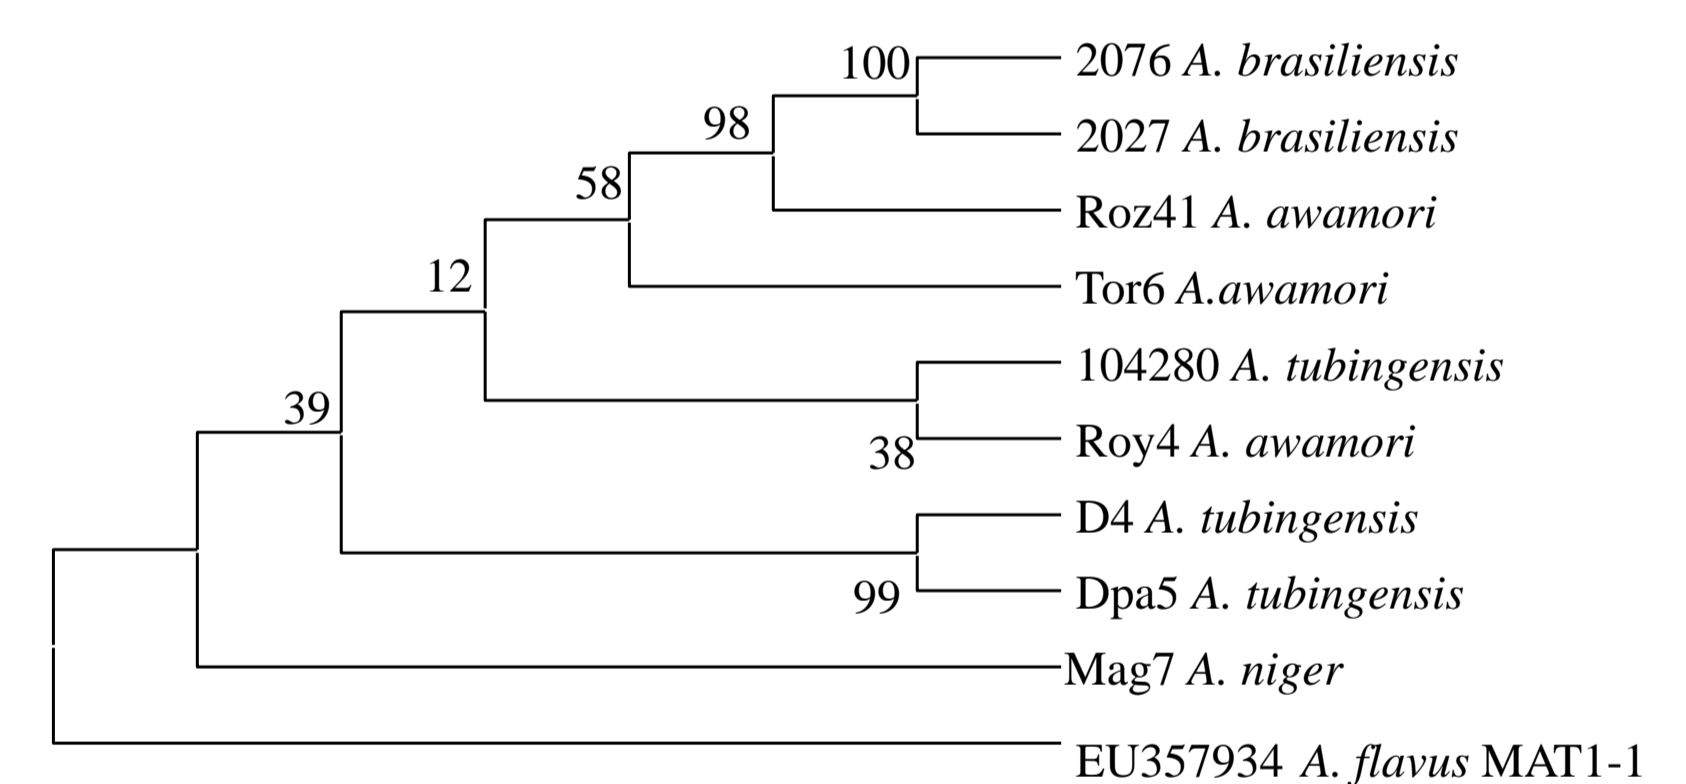 100
2076 A. brasiliensis
98
2027 A. brasiliensis
58
Roz41 A. awamori
12
Tor6 A.awamori
104280 A. tubingensis
39
Roy4 A. awamori
38
D4 A. tubingensis
99
Dpa5 A. tubingensis
Mag7 A. niger
EU357934 A. flavus MAT1-1